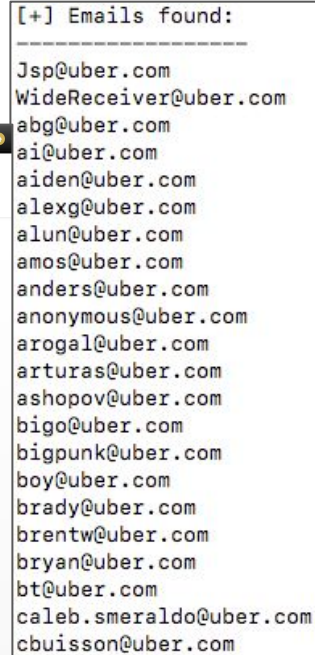 [+] Emails found:
------------------
Jsp@uber.com
WideReceiver@uber.com
abg@uber.com
ai@uber.com
aiden@uber.com
alexg@uber.com
alun@uber.com
amos@uber.com
anders@uber.com
anonymous@uber.com
arogal@uber.com
arturas@uber.com
ashopov@uber.com
bigo@uber.com
bigpunk@uber.com
boy@uber.com
brady@uber.com
brentw@uber.com
bryan@uber.com
bt@uber.com
caleb.smeraldo@uber.com
cbuisson@uber.com